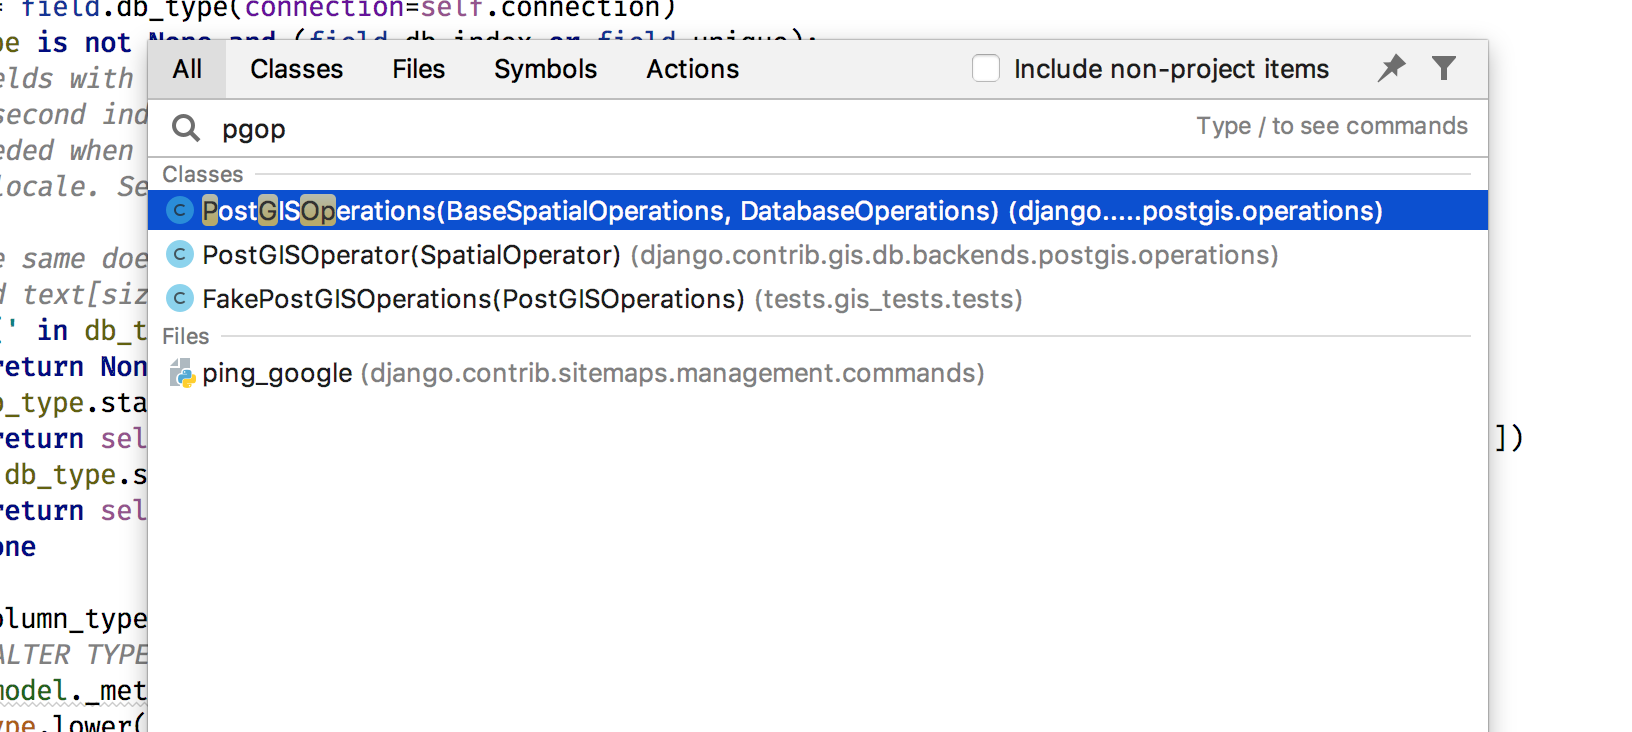 = field.db_type(connection=self.connection)
pe is not None and (field.db_index or field.unique):
All Classes Files Symbols Actions Include non-project items
elds with
second ind
pgop Type / to see commands
eded when
Classes
locale. Se
PostGISOperations(BaseSpatialOperations, DatabaseOperations) (django.....postgis.operations)
e same doe
PostGISOperator(SpatialOperator) (django.contrib.gis.db.backends.postgis.operations)
d text[siz
FakePostGISOperations(PostGISOperations) (tests.gis_tests.tests)
[' in db_t
Files
return Non
ping_google (django.contrib.sitemaps.management.commands)
b_type.sta
return sel ])
db_type.s
return sel
one
olumn_type
ALTER TYPE
model._met
ype.lower(